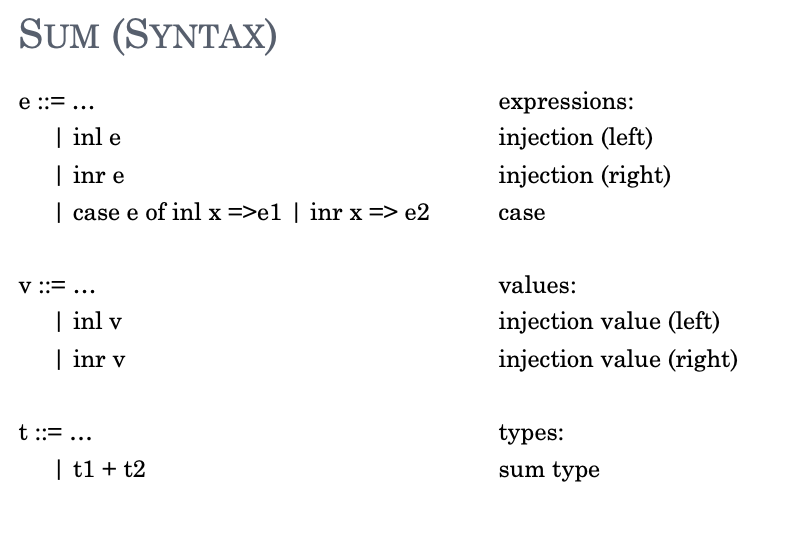 SUM (SYNTAX)
e ::= … expressions:
| inl e injection (left)
| inr e injection (right)
| case e of inl x =>e1 | inr x => e2 case
v ::= … values:
| inl v injection value (left)
| inr v injection value (right)
t ::= … types:
| t1 + t2 sum type